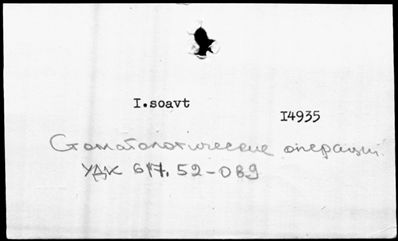 I.soavt
I4935
Стоматологические операции.
УДК 617.52-089